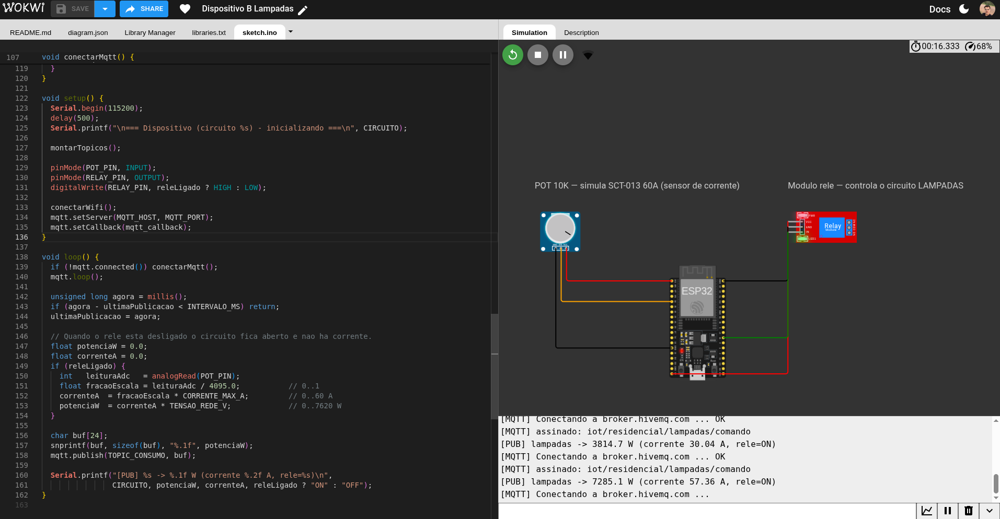 WOKWI
SAVE
SHARE
Dispositivo B Lampadas
Docs
README.md
diagram.json
Library Manager
libraries.txt
sketch.ino
Simulation
Description
00:16.333
68%
107 void conectarMqtt() {
119 }
120 }
121
122 void setup() {
123 Serial.begin(115200);
124 delay(500);
125 Serial.printf("\n=== Dispositivo (circuito %s) - inicializando ===\n", CIRCUITO);
126
127 montarTopicos();
128
129 pinMode(POT_PIN, INPUT);
130 pinMode(RELAY_PIN, OUTPUT);
131 digitalWrite(RELAY_PIN, releLigado ? HIGH : LOW);
132
133 conectarWifi();
134 mqtt.setServer(MQTT_HOST, MQTT_PORT);
135 mqtt.setCallback(mqtt_callback);
136 }
137
138 void loop() {
139 if (!mqtt.connected()) conectarMqtt();
140 mqtt.loop();
141
142 unsigned long agora = millis();
143 if (agora - ultimaPublicacao < INTERVALO_MS) return;
144 ultimaPublicacao = agora;
145
146 // Quando o rele esta desligado o circuito fica aberto e nao ha corrente.
147 float potenciaW = 0.0;
148 float correnteA = 0.0;
149 if (releLigado) {
150 int leituraAdc = analogRead(POT_PIN);
151 float fracaoEscala = leituraAdc / 4095.0; // 0..1
152 correnteA = fracaoEscala * CORRENTE_MAX_A; // 0..60 A
153 potenciaW = correnteA * TENSAO_REDE_V; // 0..7620 W
154 }
155
156 char buf[24];
157 snprintf(buf, sizeof(buf), "%.1f", potenciaW);
158 mqtt.publish(TOPIC_CONSUMO, buf);
159
160 Serial.printf("[PUB] %s -> %.1f W (corrente %.2f A, rele=%s)\n",
161 CIRCUITO, potenciaW, correnteA, releLigado ? "ON" : "OFF");
162 }
163
POT 10K — simula SCT-013 60A (sensor de corrente)
Modulo rele — controla o circuito LAMPADAS
PWR
VCC
GND
IN
LED1
Relay
Module
NO COM NC
GND SIG VCC
ESP32
Boot
[MQTT] Conectando a broker.hivemq.com ... OK
[MQTT] assinado: iot/residencial/lampadas/comando
[PUB] lampadas -> 3814.7 W (corrente 30.04 A, rele=ON)
[MQTT] Conectando a broker.hivemq.com ... OK
[MQTT] assinado: iot/residencial/lampadas/comando
[PUB] lampadas -> 7285.1 W (corrente 57.36 A, rele=ON)
[MQTT] Conectando a broker.hivemq.com ...